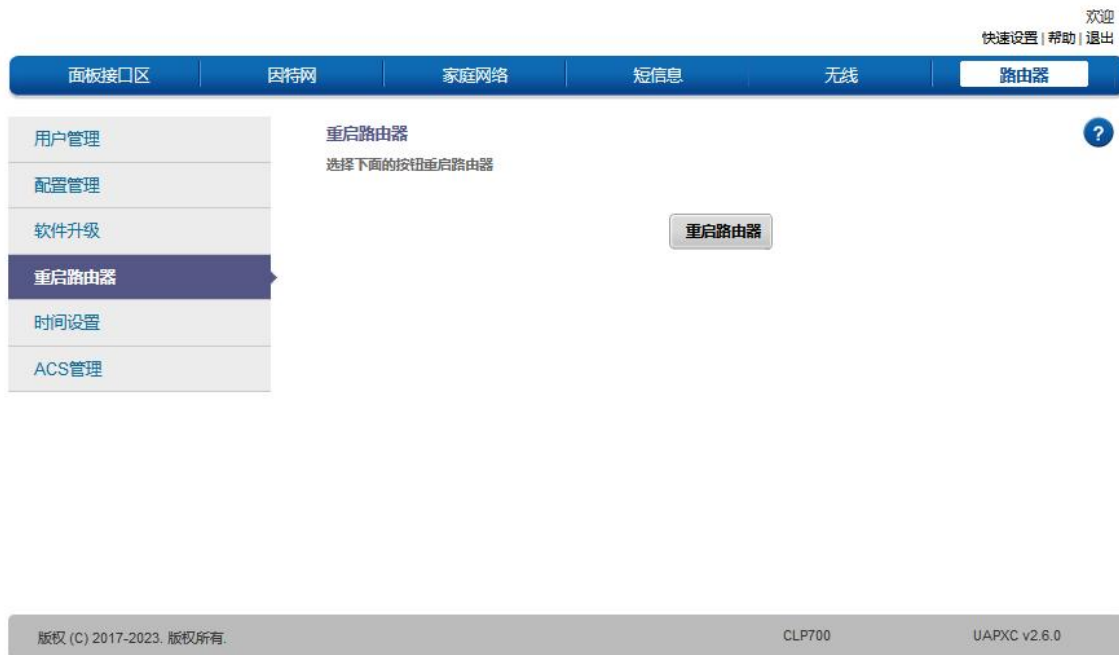 欢迎
快速设置 | 帮助 | 退出
面板接口区 因特网 家庭网络 短信息 无线 路由器
用户管理
配置管理
软件升级
重启路由器
时间设置
ACS管理
重启路由器
?
选择下面的按钮重启路由器
重启路由器
版权 (C) 2017-2023. 版权所有. CLP700 UAPXC v2.6.0